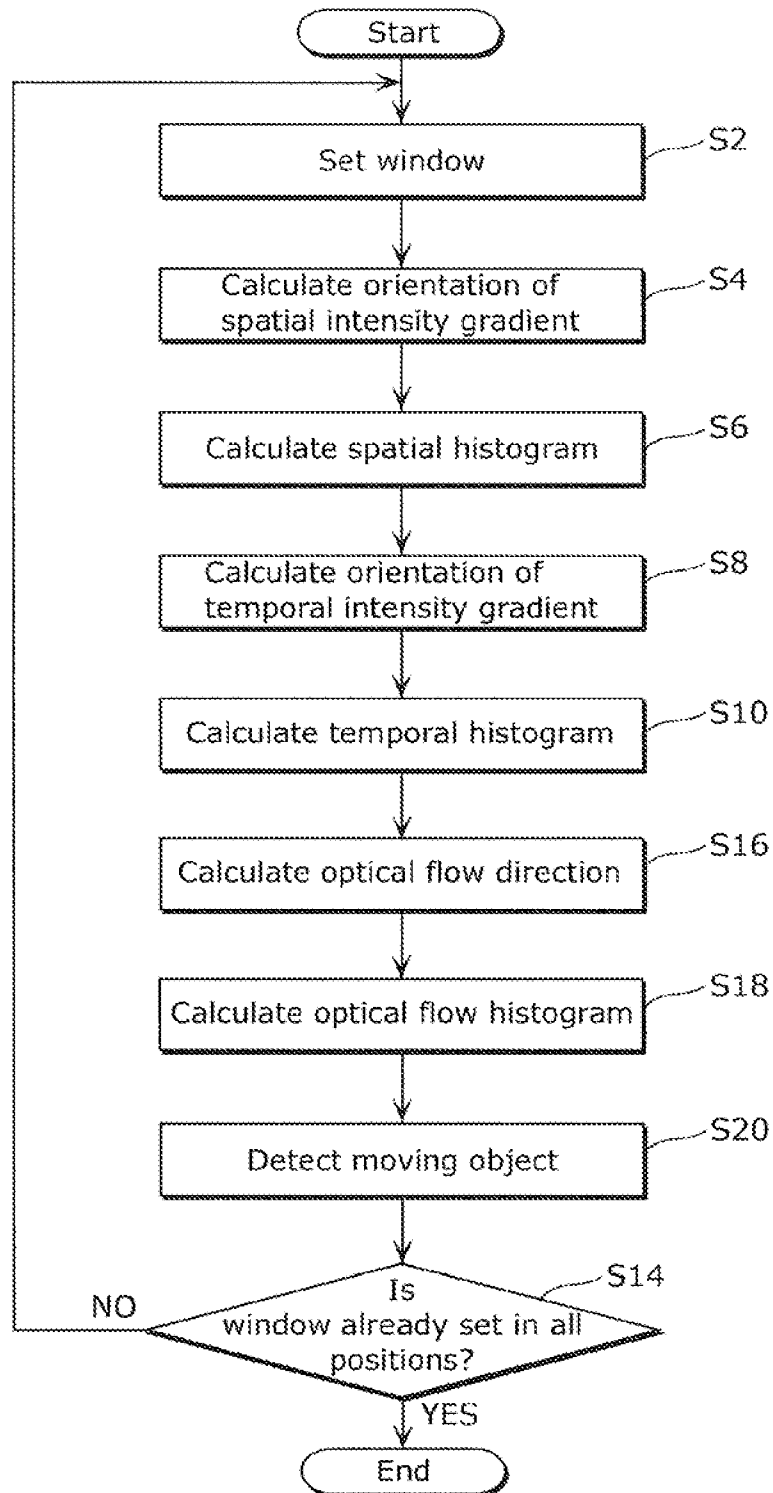 Start
Set window
S2
Calculate orientation of
spatial intensity gradient
S4
Calculate spatial histogram
S6
Calculate orientation of
temporal intensity gradient
S8
Calculate temporal histogram
S10
Calculate optical flow direction
S16
Calculate optical flow histogram
S18
Detect moving object
S20
Is
window already set in all
positions?
S14
NO
YES
End